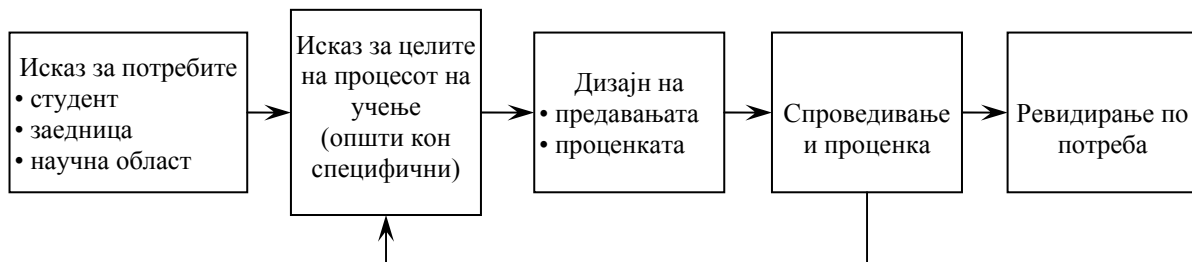 Исказ за потребите
• студент
• заедница
• научна област
Исказ за целите
на процесот на
учење
(општи кон
специфични)
Дизајн на
• предавањата
• проценката
Спроведивање
и проценка
Ревидирање по
потреба